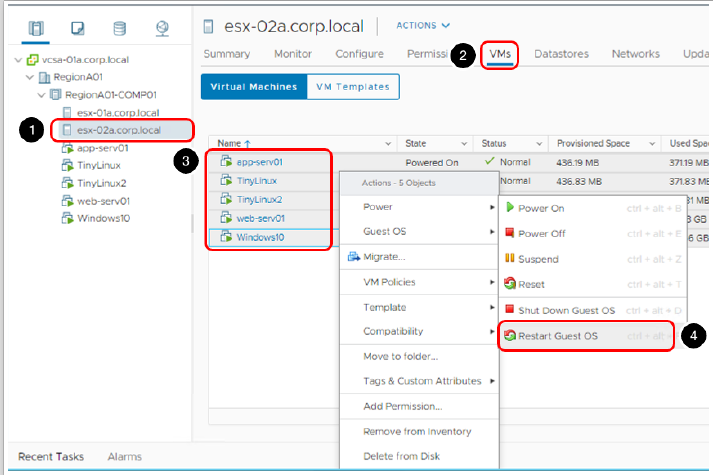 esx-02a.corp.local
ACTIONS
vcsa-01a.corp.local
RegionA01
RegionA01-COMP01
esx-01a.corp.local
1
esx-02a.corp.local
app-serv01
TinyLinux
TinyLinux2
web-serv01
Windows10
Summary Monitor Configure Permissi 2 VMs Datastores Networks Upda
Virtual Machines VM Templates
Name State Status Provisioned Space Used Spac
3
app-serv01 Powered On Normal 436.19 MB 371.19 MB
TinyLinux Normal 436.83 MB 371.83 MB
TinyLinux2 31 MB
web-serv01 GB
Windows10 6 GB
Actions - 5 Objects
Power
Guest OS
Migrate...
VM Policies
Template
Compatibility
Move to folder...
Tags & Custom Attributes
Add Permission...
Remove from Inventory
Delete from Disk
Power On ctrl + alt + B
Power Off ctrl + alt + E
Suspend ctrl + alt + Z
Reset ctrl + alt + T
Shut Down Guest OS ctrl + alt + D
Restart Guest OS ctrl + alt + 4
Recent Tasks Alarms